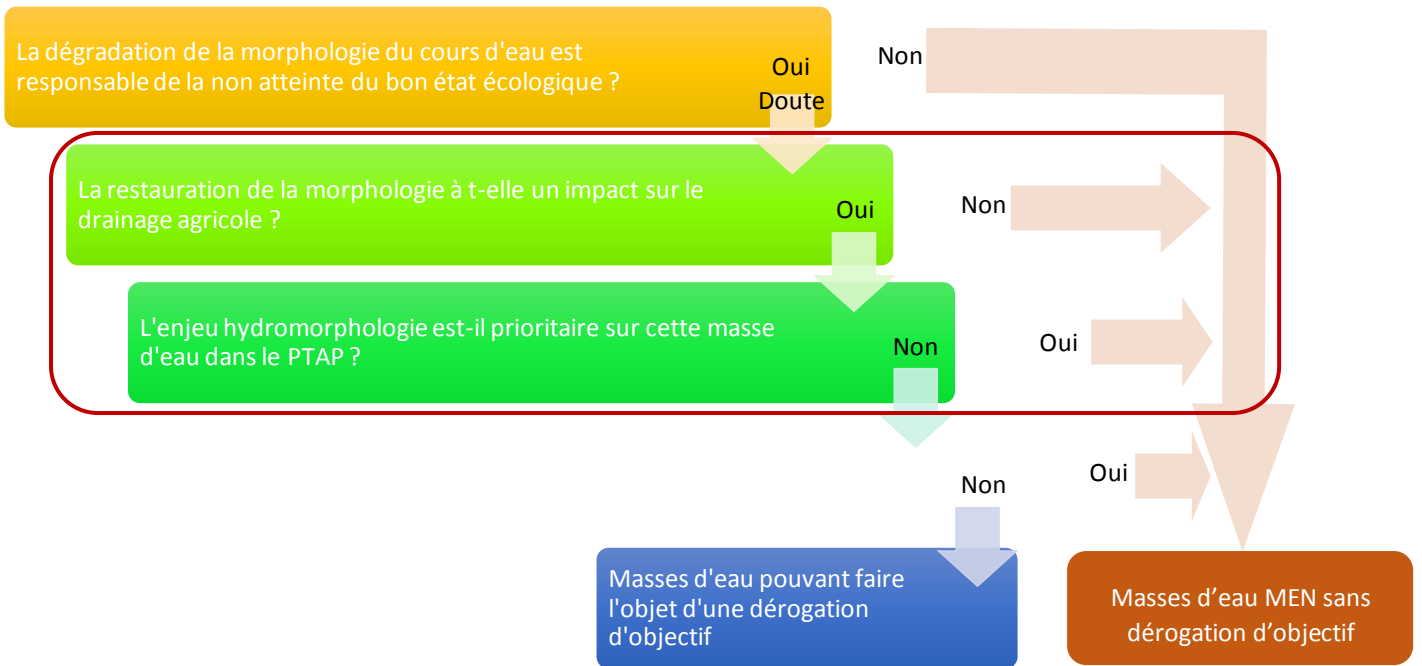 La dégradation de la morphologie du cours d'eau est
responsable de la non atteinte du bon état écologique ?
Oui
Doute
Non
La restauration de la morphologie à t-elle un impact sur le
drainage agricole ?
Oui
Non
L'enjeu hydromorphologie est-il prioritaire sur cette masse
d'eau dans le PTAP ?
Non
Oui
Non
Oui
Masses d'eau pouvant faire
l'objet d'une dérogation
d'objectif
Masses d’eau MEN sans
dérogation d’objectif